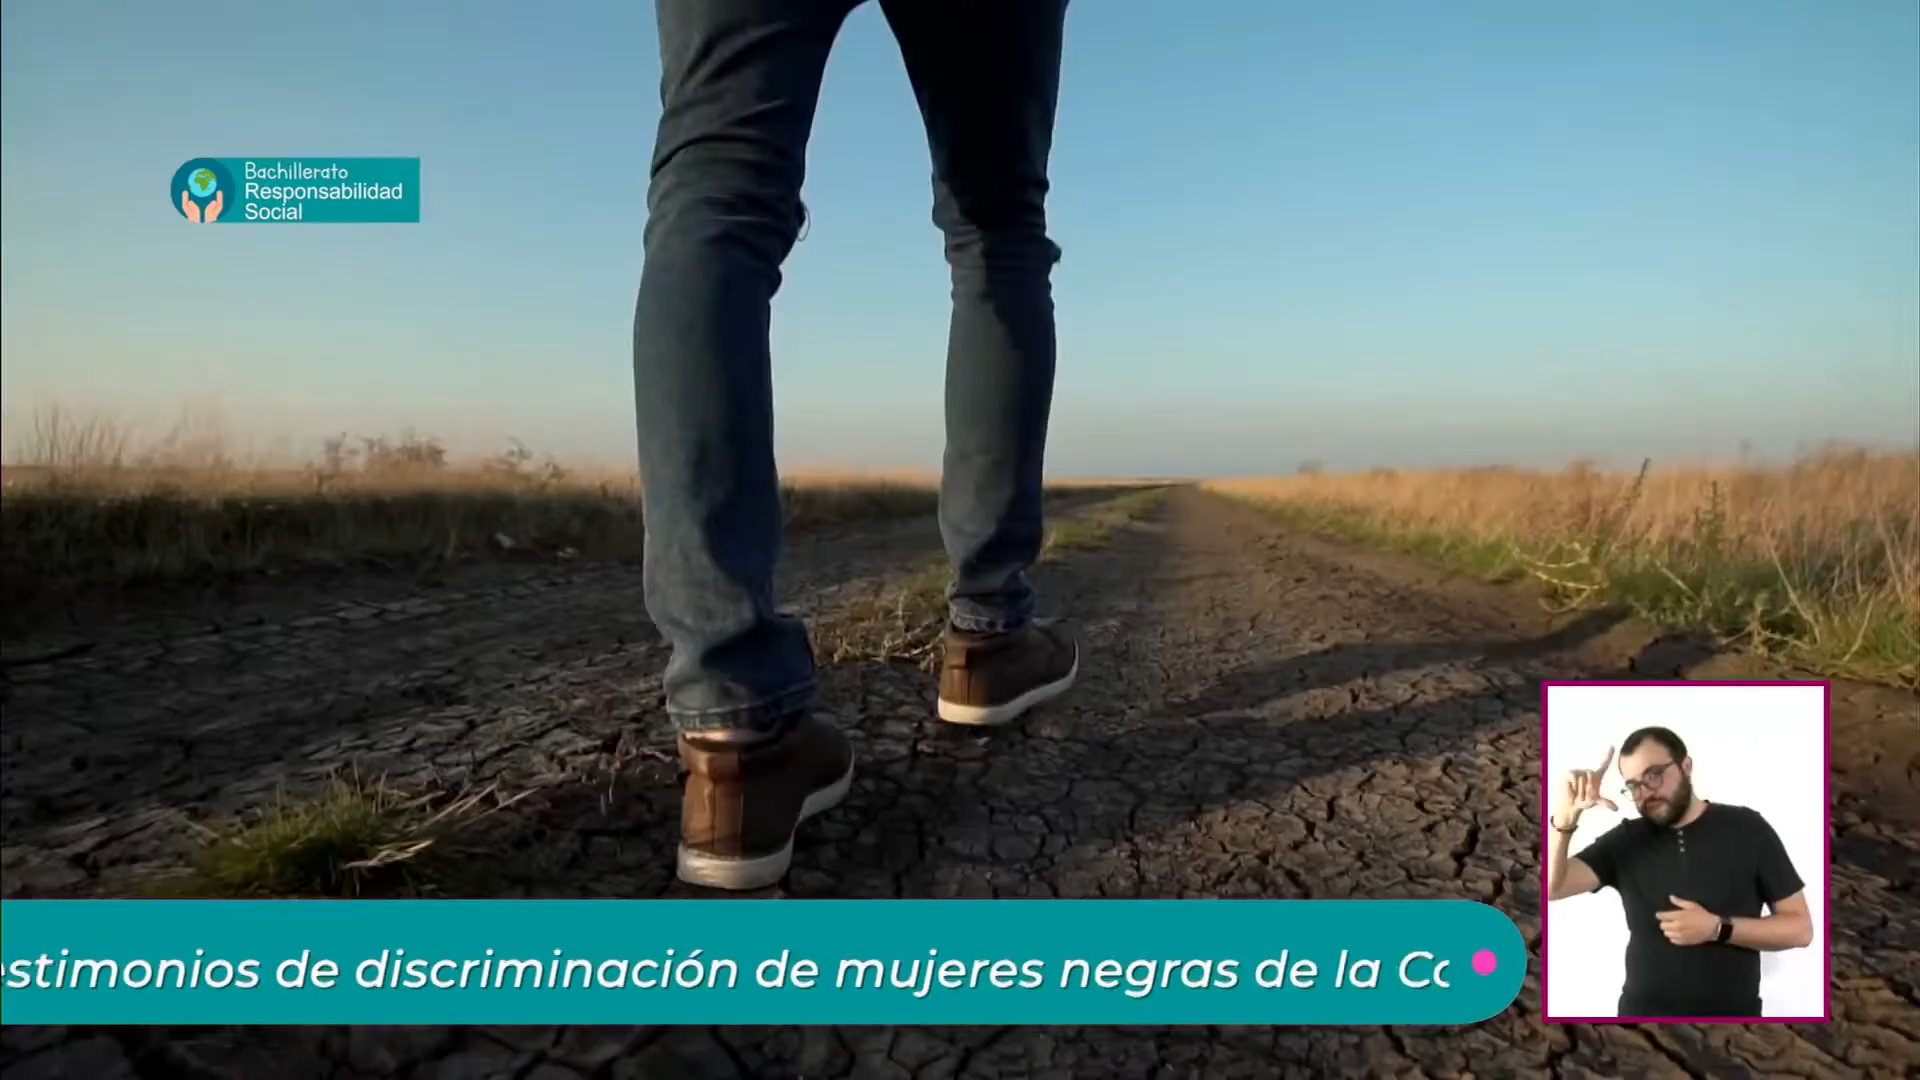 Bachillerato
Responsabilidad
Social
estimonios de discriminación de mujeres negras de la Co